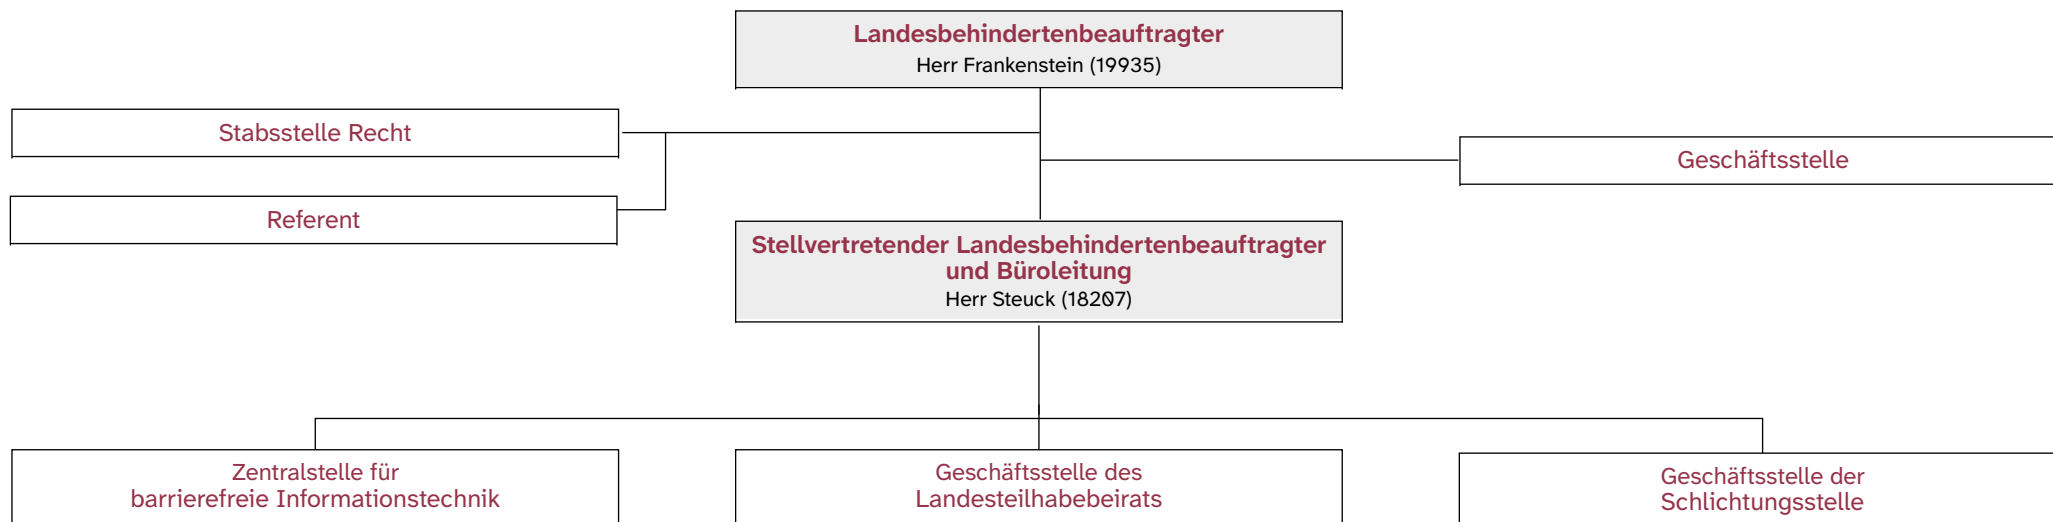 Landesbehindertenbeauftragter
Herr Frankenstein (19935)
Stabsstelle Recht
Geschäftsstelle
Referent
Stellvertretender Landesbehindertenbeauftragter
und Büroleitung
Herr Steuck (18207)
Zentralstelle für
barrierefreie Informationstechnik
Geschäftsstelle des
Landesteilhabebeirats
Geschäftsstelle der
Schlichtungsstelle